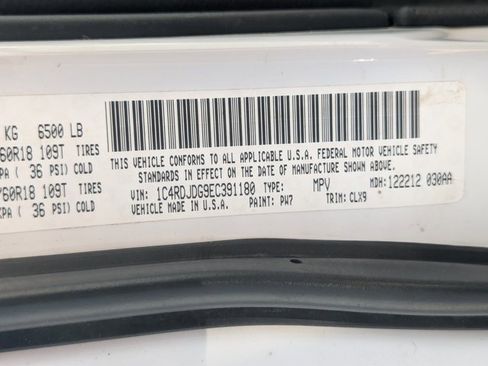 KG 6500 LB
60R18 109T TIRES
KPA ( 36 PSI) COLD
/60R18 109T TIRES
KPA ( 36 PSI) COLD
THIS VEHICLE CONFORMS TO ALL APPLICABLE U.S.A. FEDERAL MOTOR VEHICLE SAFETY
STANDARDS IN EFFECT ON THE DATE OF MANUFACTURE SHOWN ABOVE.
VIN: 1C4RDJDG9EC391180 TYPE: MPV MDH: 122212 030AA
VEHICLE MADE IN U.S.A. PAINT: PW7 TRIM: CLX9